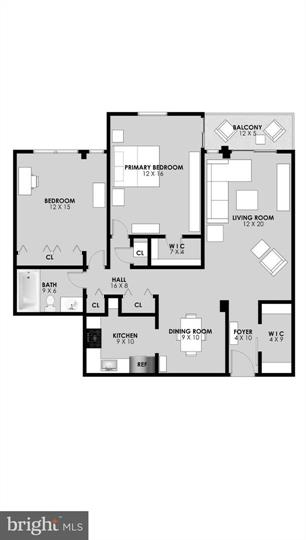 BALCONY
12 X 5
PRIMARY BEDROOM
12 X 16
BEDROOM
12 X 15
LIVING ROOM
12 X 20
W I C
7 X 4
CL
CL
BATH
9 X 6
HALL
16 X 8
CL
CL
KITCHEN
9 X 10
DINING ROOM
9 X 10
FOYER
4 X 10
W I C
4 X 9
REF
bright MLS